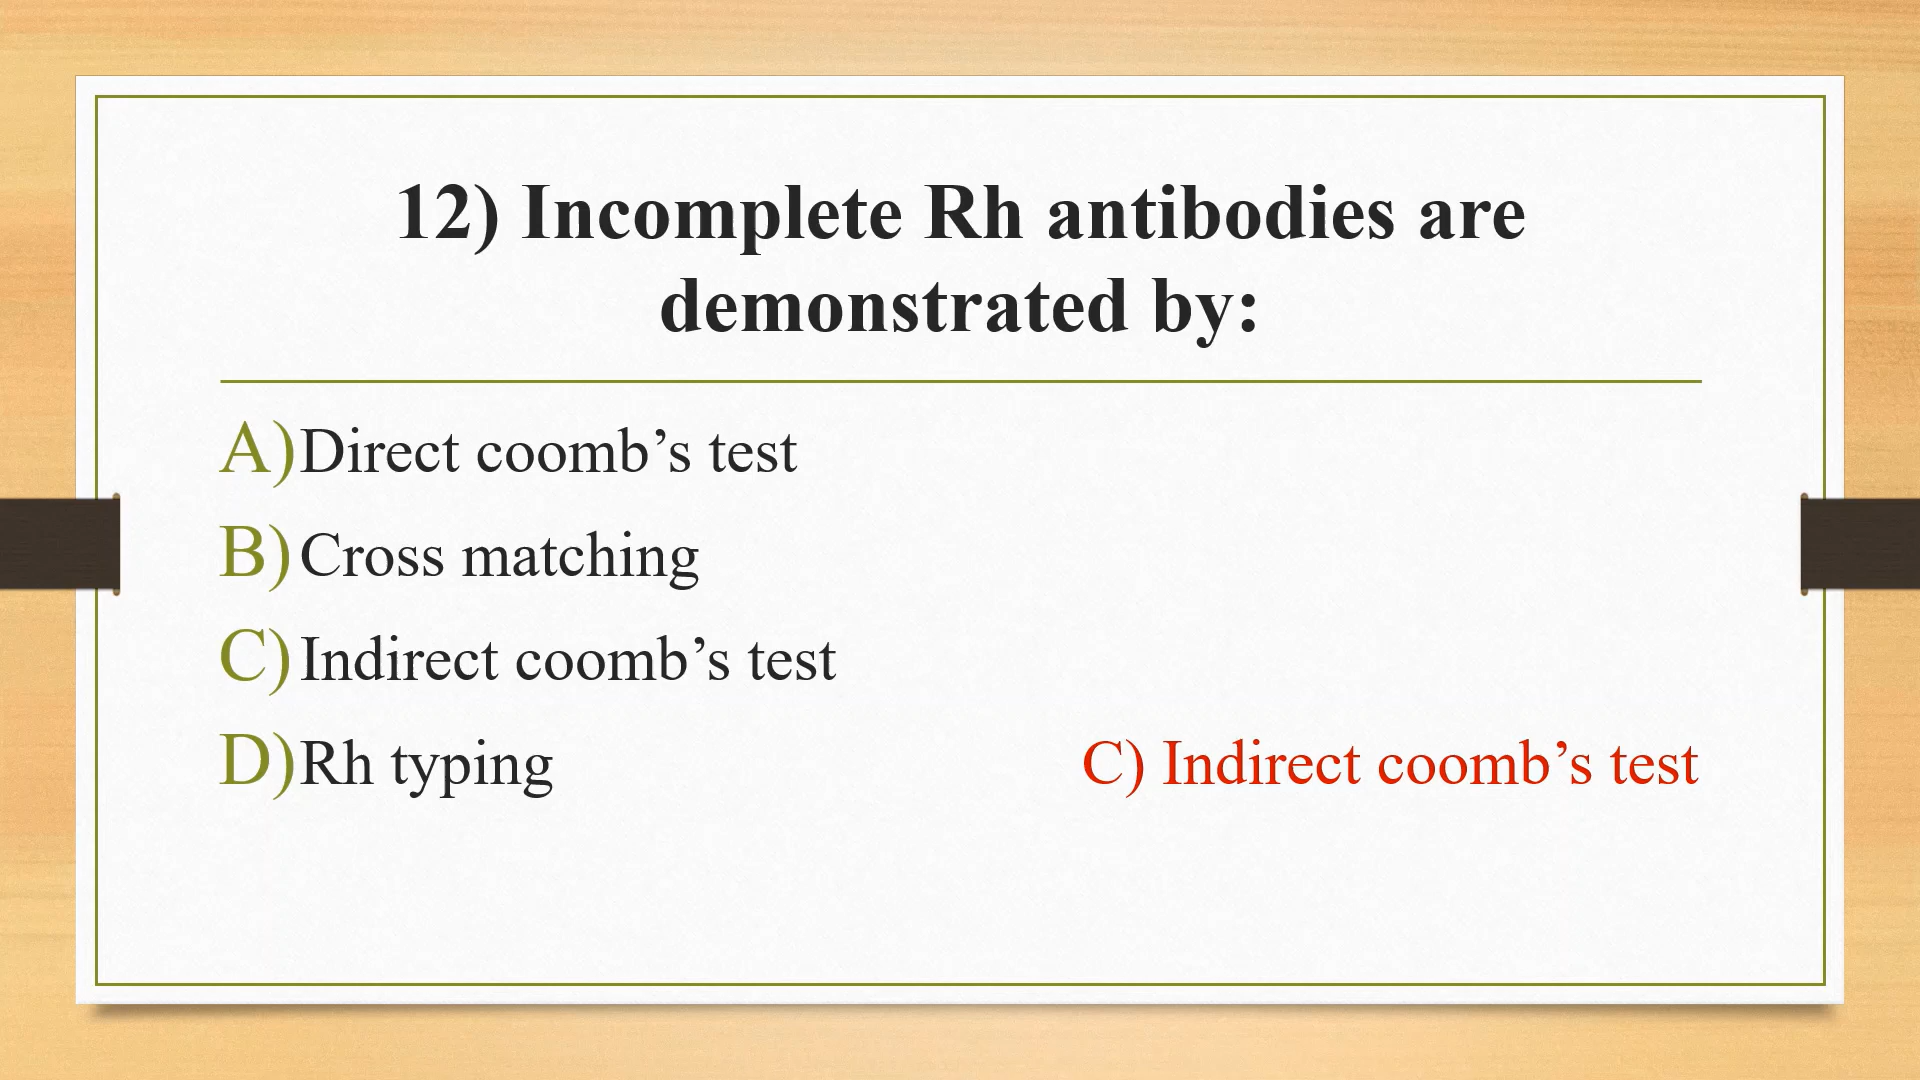 12) Incomplete Rh antibodies are
demonstrated by:
A) Direct coomb’s test
B) Cross matching
C) Indirect coomb’s test
D) Rh typing
C) Indirect coomb’s test